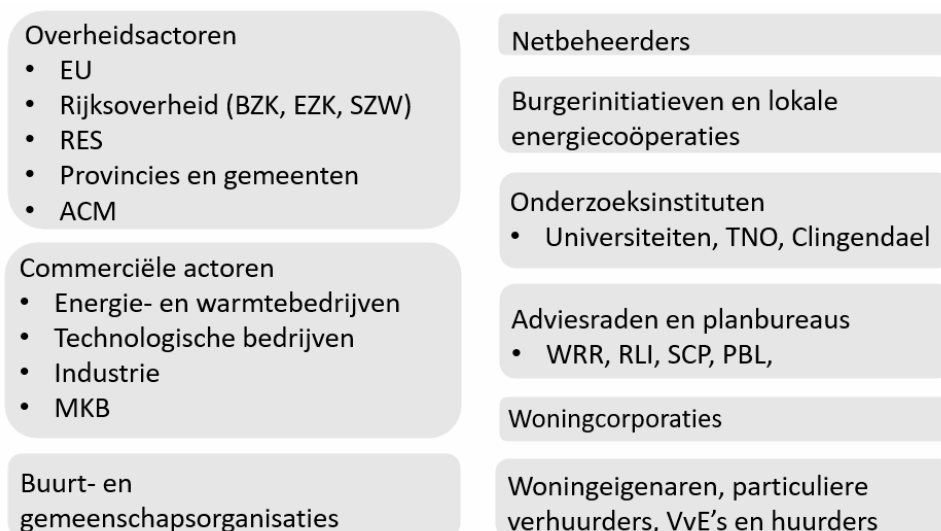 Overheidsactoren
• EU
• Rijksoverheid (BZK, EZK, SZW)
• RES
• Provincies en gemeenten
• ACM
Commerciële actoren
• Energie- en warmtebedrijven
• Technologische bedrijven
• Industrie
• MKB
Buurt- en
gemeenschapsorganisaties
Netbeheerders
Burgerinitiatieven en lokale
energiecoöperaties
Onderzoeksinstituten
• Universiteiten, TNO, Clingendael
Adviesraden en planbureaus
• WRR, RLI, SCP, PBL,
Woningcorporaties
Woningeigenaren, particuliere
verhuurders, VvE’s en huurders